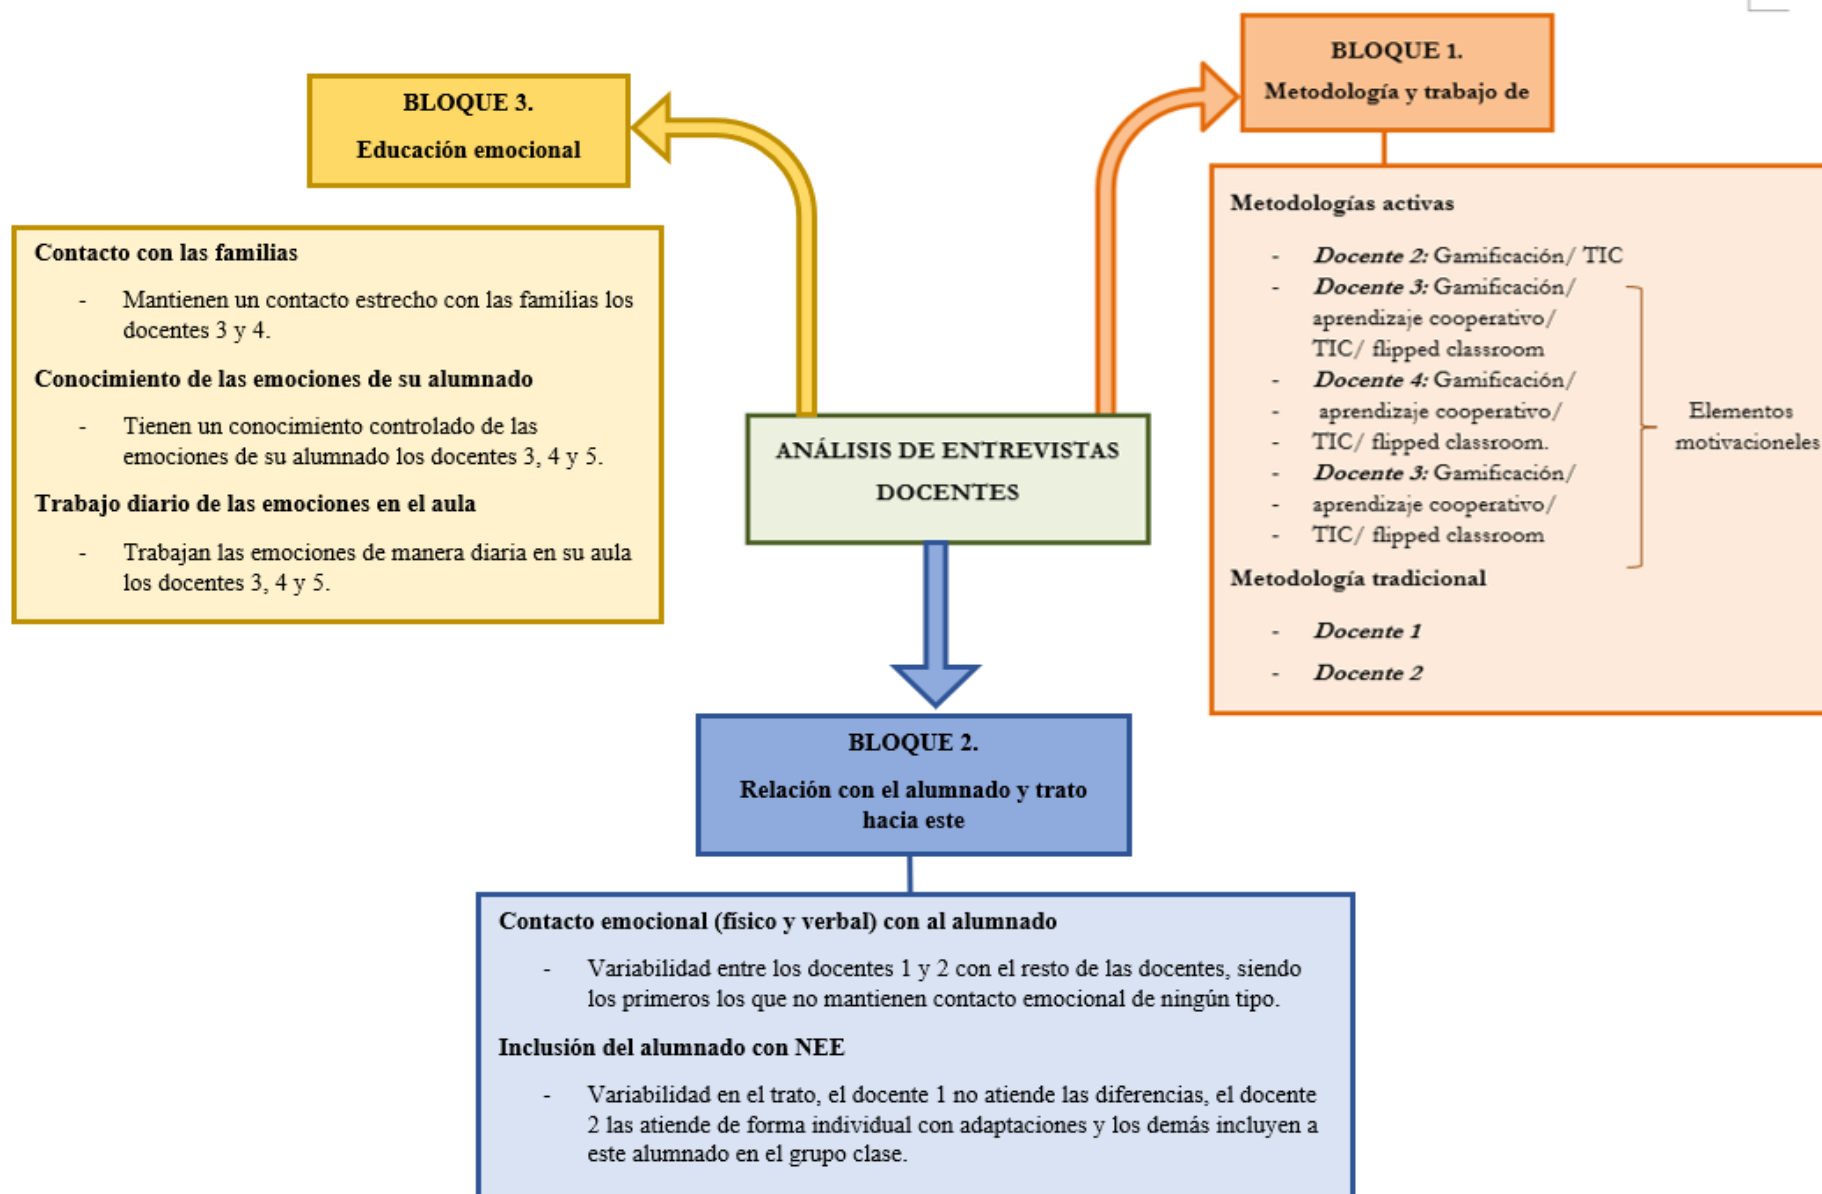 ANÁLISIS DE ENTREVISTAS
DOCENTES
BLOQUE 1.
Metodología y trabajo de
Metodologías activas
- Docente 2: Gamificación/ TIC
- Docente 3: Gamificación/
aprendizaje cooperativo/
TIC/ flipped classroom
- Docente 4: Gamificación/
- aprendizaje cooperativo/
- TIC/ flipped classroom.
- Docente 3: Gamificación/
- aprendizaje cooperativo/
- TIC/ flipped classroom
Elementos
motivacioneles
Metodología tradicional
- Docente 1
- Docente 2
BLOQUE 2.
Relación con el alumnado y trato
hacia este
Contacto emocional (físico y verbal) con al alumnado
- Variabilidad entre los docentes 1 y 2 con el resto de las docentes, siendo
los primeros los que no mantienen contacto emocional de ningún tipo.
Inclusión del alumnado con NEE
- Variabilidad en el trato, el docente 1 no atiende las diferencias, el docente
2 las atiende de forma individual con adaptaciones y los demás incluyen a
este alumnado en el grupo clase.
BLOQUE 3.
Educación emocional
Contacto con las familias
- Mantienen un contacto estrecho con las familias los
docentes 3 y 4.
Conocimiento de las emociones de su alumnado
- Tienen un conocimiento controlado de las
emociones de su alumnado los docentes 3, 4 y 5.
Trabajo diario de las emociones en el aula
- Trabajan las emociones de manera diaria en su aula
los docentes 3, 4 y 5.